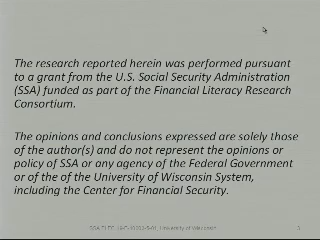 The research reported herein was performed pursuant
to a grant from the U.S. Social Security Administration
(SSA) funded as part of the Financial Literacy Research
Consortium.
The opinions and conclusions expressed are solely those
of the author(s) and do not represent the opinions or
policy of SSA or any agency of the Federal Government
or of the of the University of Wisconsin System,
including the Center for Financial Security.
University of Wisconsin